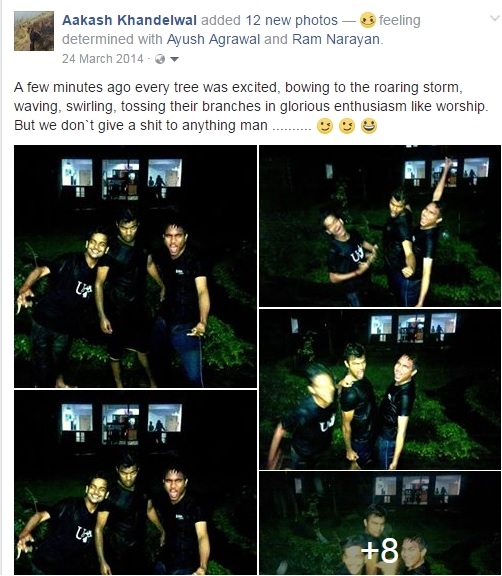 Aakash Khandelwal added 12 new photos — feeling
determined with Ayush Agrawal and Ram Narayan.
24 March 2014 ·
A few minutes ago every tree was excited, bowing to the roaring storm,
waving, swirling, tossing their branches in glorious enthusiasm like worship.
But we don`t give a shit to anything man ..........
+8